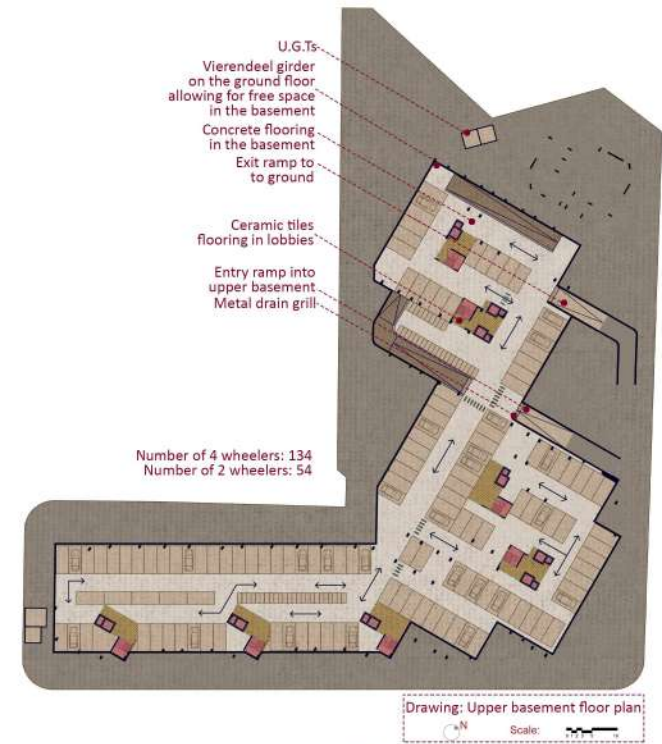 U.G.Ts
Vierendeel girder
on the ground floor
allowing for free space
in the basement
Concrete flooring
in the basement
Exit ramp to
to ground
Ceramic tiles
flooring in lobbies
Entry ramp into
upper basement
Metal drain grill
Number of 4 wheelers: 134
Number of 2 wheelers: 54
Drawing: Upper basement floor plan
N
Scale: